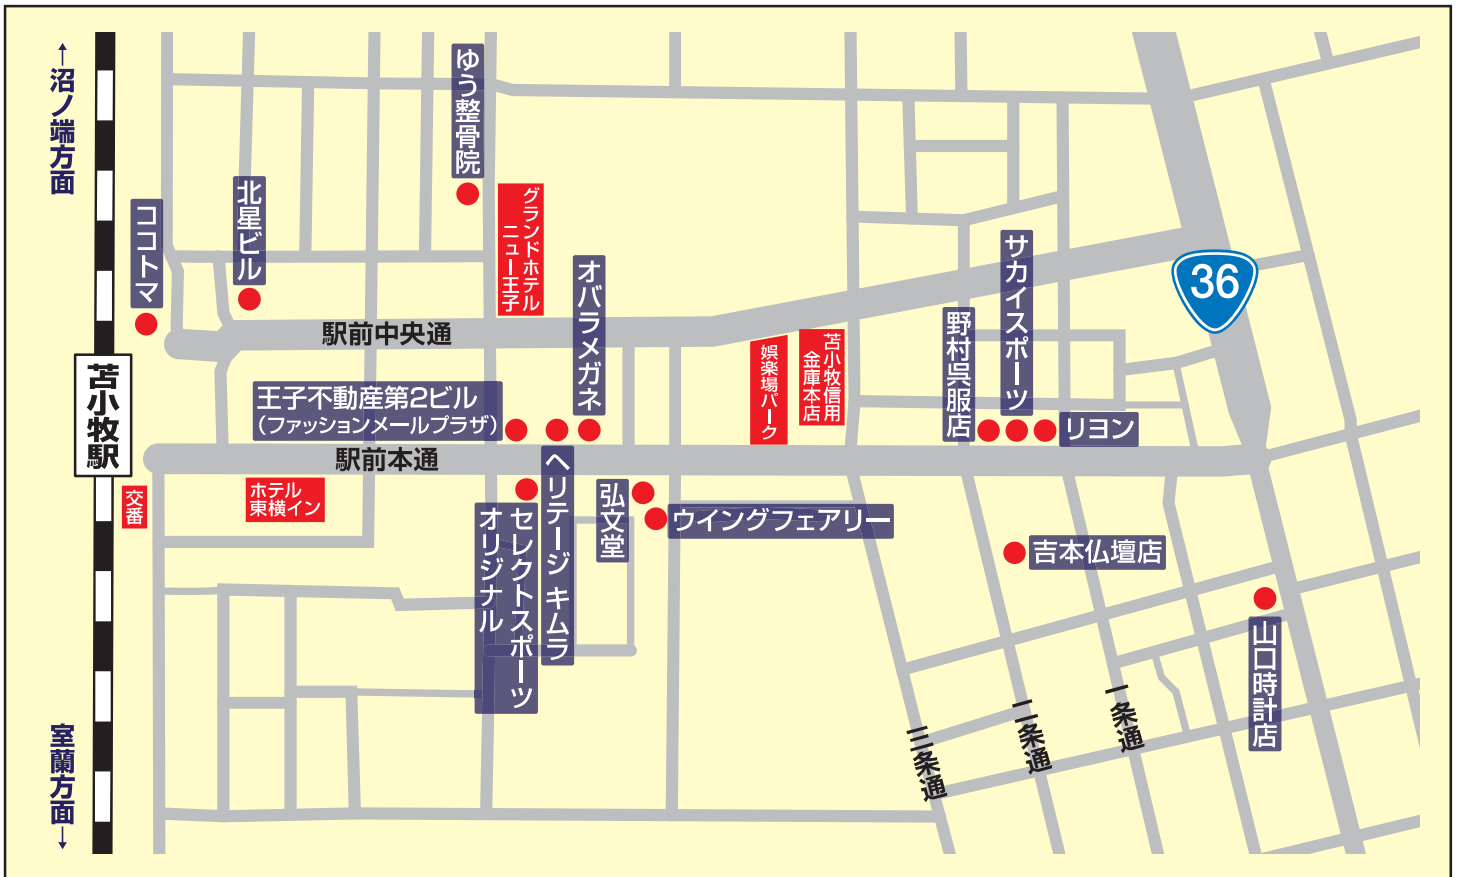 ←沼ノ端方面
ココトマ
北星ビル
ゆう整骨院
グランドホテル
ニュー王子
オバラメガネ
駅前中央通
苫小牧駅
王子不動産第2ビル
(ファッションメールプラザ)
娯楽場パーク
苫小牧信用
金庫本店
野村呉服店
サカイスポーツ
リヨン
36
駅前本通
交番
ホテル
東横イン
セレクトスポーツ
オリジナル
ヘリテージ キムラ
弘文堂
ウイングフェアリー
吉本仏壇店
山口時計店
三条通
二条通
一条通
室蘭方面→